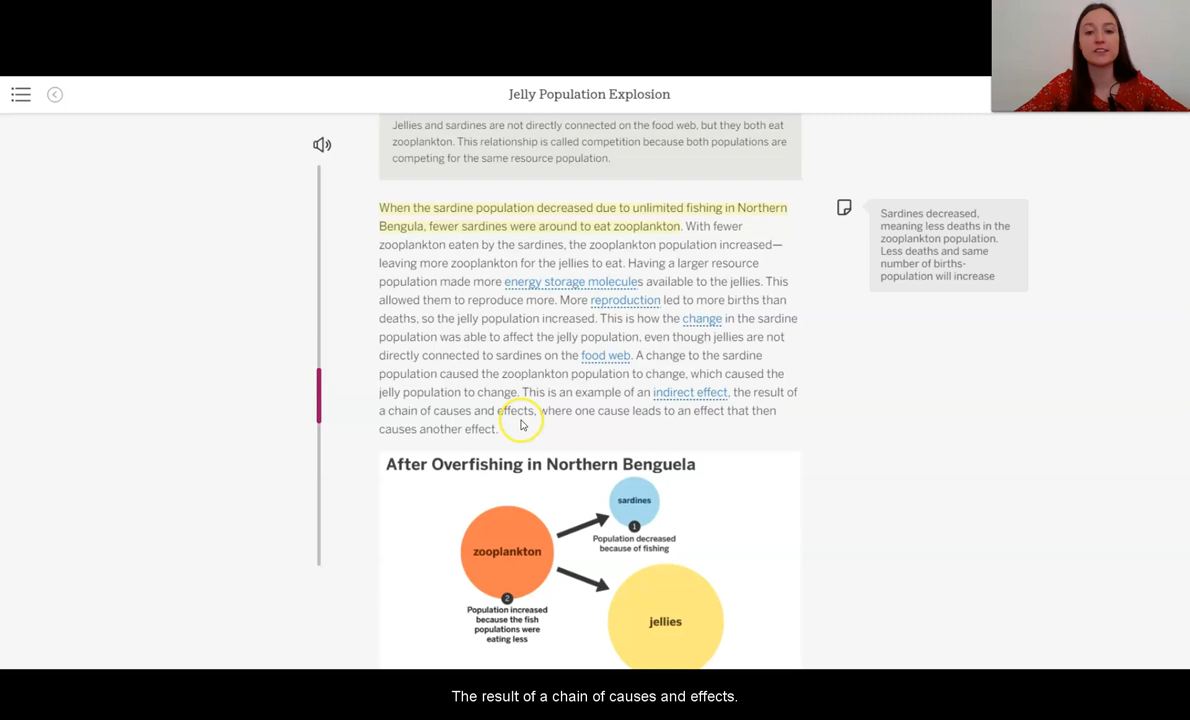 Jelly Population Explosion
Jellies and sardines are not directly connected on the food web, but they both eat
zooplankton. This relationship is called competition because both populations are
competing for the same resource population.
When the sardine population decreased due to unlimited fishing in Northern
Bengula, fewer sardines were around to eat zooplankton. With fewer
zooplankton eaten by the sardines, the zooplankton population increased—
leaving more zooplankton for the jellies to eat. Having a larger resource
population made more energy storage molecules available to the jellies. This
allowed them to reproduce more. More reproduction led to more births than
deaths, so the jelly population increased. This is how the change in the sardine
population was able to affect the jelly population, even though jellies are not
directly connected to sardines on the food web. A change to the sardine
population caused the zooplankton population to change, which caused the
jelly population to change. This is an example of an indirect effect, the result of
a chain of causes and effects, where one cause leads to an effect that then
causes another effect.
Sardines decreased,
meaning less deaths in the
zooplankton population.
Less deaths and same
number of births-
population will increase
After Overfishing in Northern Benguela
sardines
1
Population decreased
because of fishing
zooplankton
2
Population increased
because the fish
populations were
eating less
jellies
The result of a chain of causes and effects.